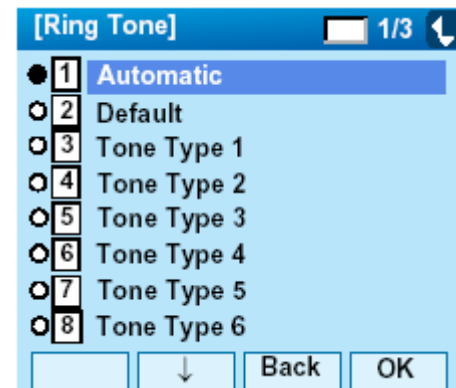 [Ring Tone] 1/3
1 Automatic
2 Default
3 Tone Type 1
4 Tone Type 2
5 Tone Type 3
6 Tone Type 4
7 Tone Type 5
8 Tone Type 6
↓ Back OK